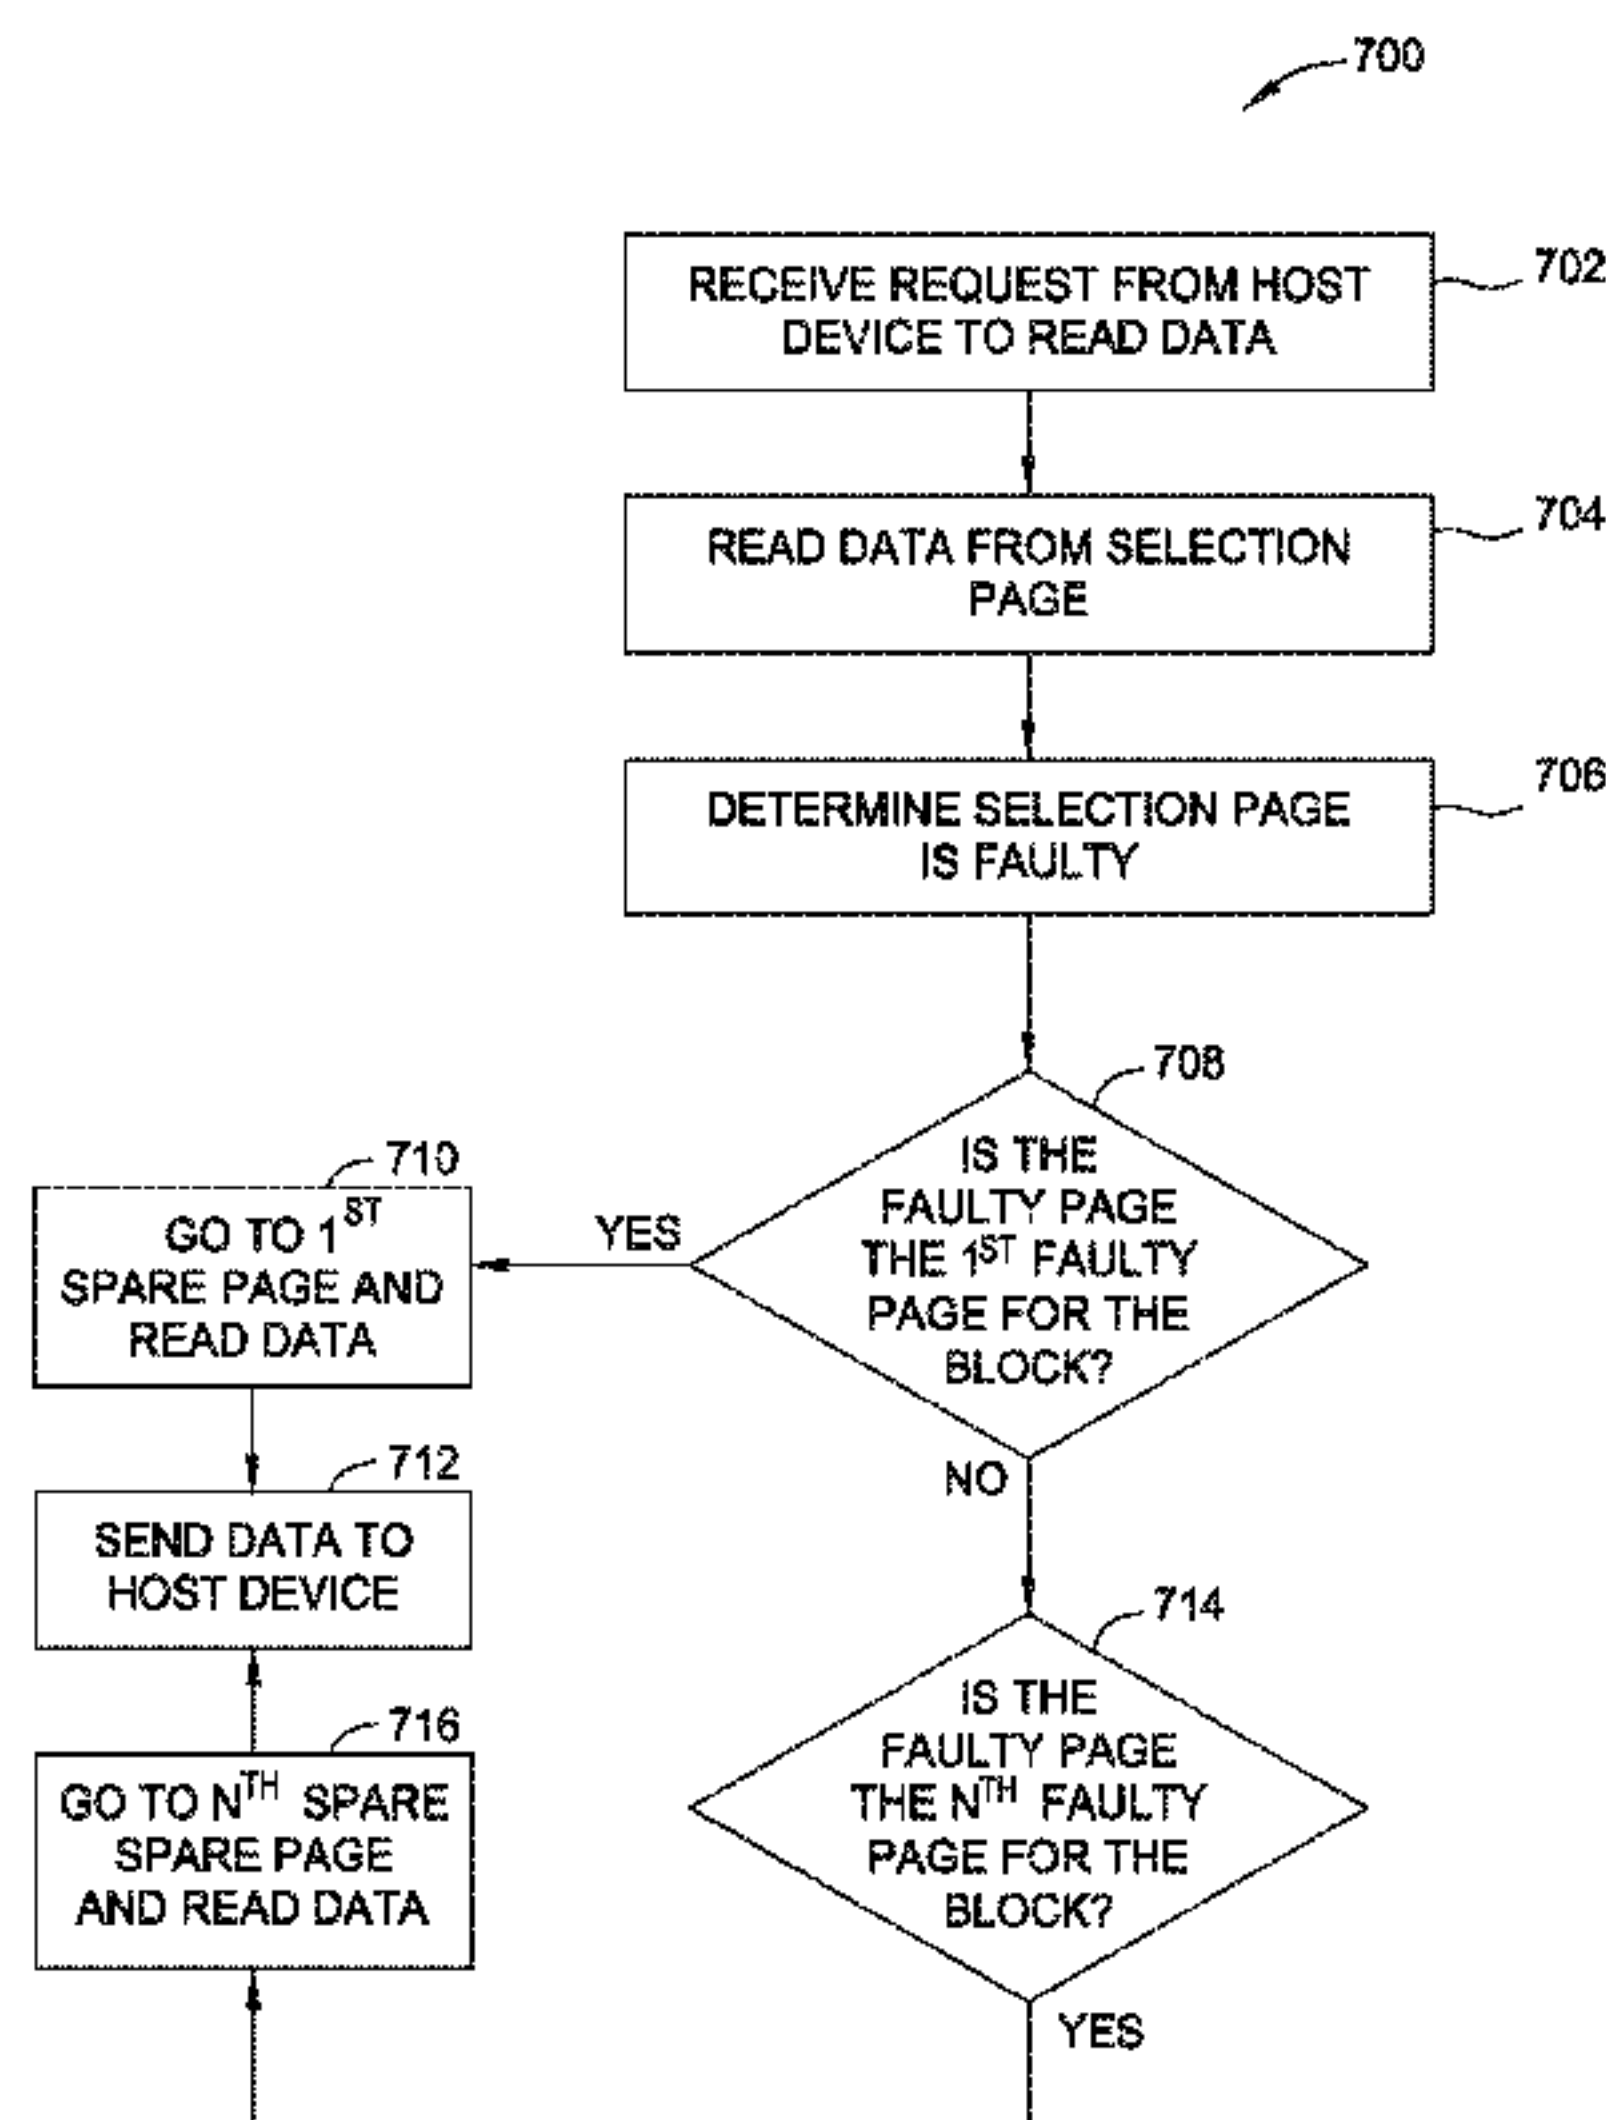 700
RECEIVE REQUEST FROM HOST
DEVICE TO READ DATA
702
READ DATA FROM SELECTION
PAGE
704
DETERMINE SELECTION PAGE
IS FAULTY
706
708
IS THE
FAULTY PAGE
THE 1ST FAULTY
PAGE FOR THE
BLOCK?
YES
710
GO TO 1ST
SPARE PAGE AND
READ DATA
712
SEND DATA TO
HOST DEVICE
NO
714
IS THE
FAULTY PAGE
THE NTH FAULTY
PAGE FOR THE
BLOCK?
716
GO TO NTH SPARE
SPARE PAGE
AND READ DATA
YES